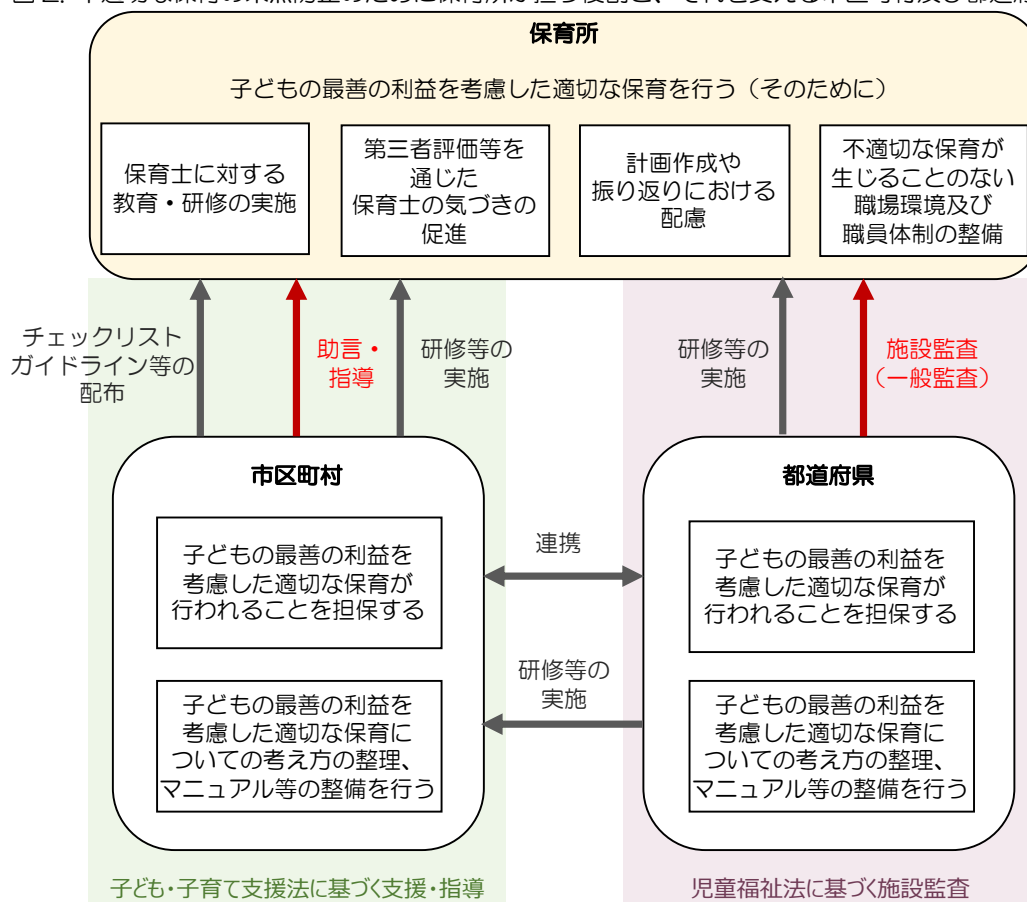 保育所
子どもの最善の利益を考慮した適切な保育を行う（そのために）
保育士に対する
教育・研修の実施
第三者評価等を
通じた
保育士の気づきの
促進
計画作成や
振り返りにおける
配慮
不適切な保育が
生じることのない
職場環境及び
職員体制の整備
チェックリスト
ガイドライン等の
配布
助言・
指導
研修等の
実施
研修等の
実施
施設監査
（一般監査）
市区町村
子どもの最善の利益を
考慮した適切な保育が
行われることを担保する
子どもの最善の利益を
考慮した適切な保育に
ついての考え方の整理、
マニュアル等の整備を行う
連携
研修等の
実施
都道府県
子どもの最善の利益を
考慮した適切な保育が
行われることを担保する
子どもの最善の利益を
考慮した適切な保育に
ついての考え方の整理、
マニュアル等の整備を行う
子ども・子育て支援法に基づく支援・指導
児童福祉法に基づく施設監査